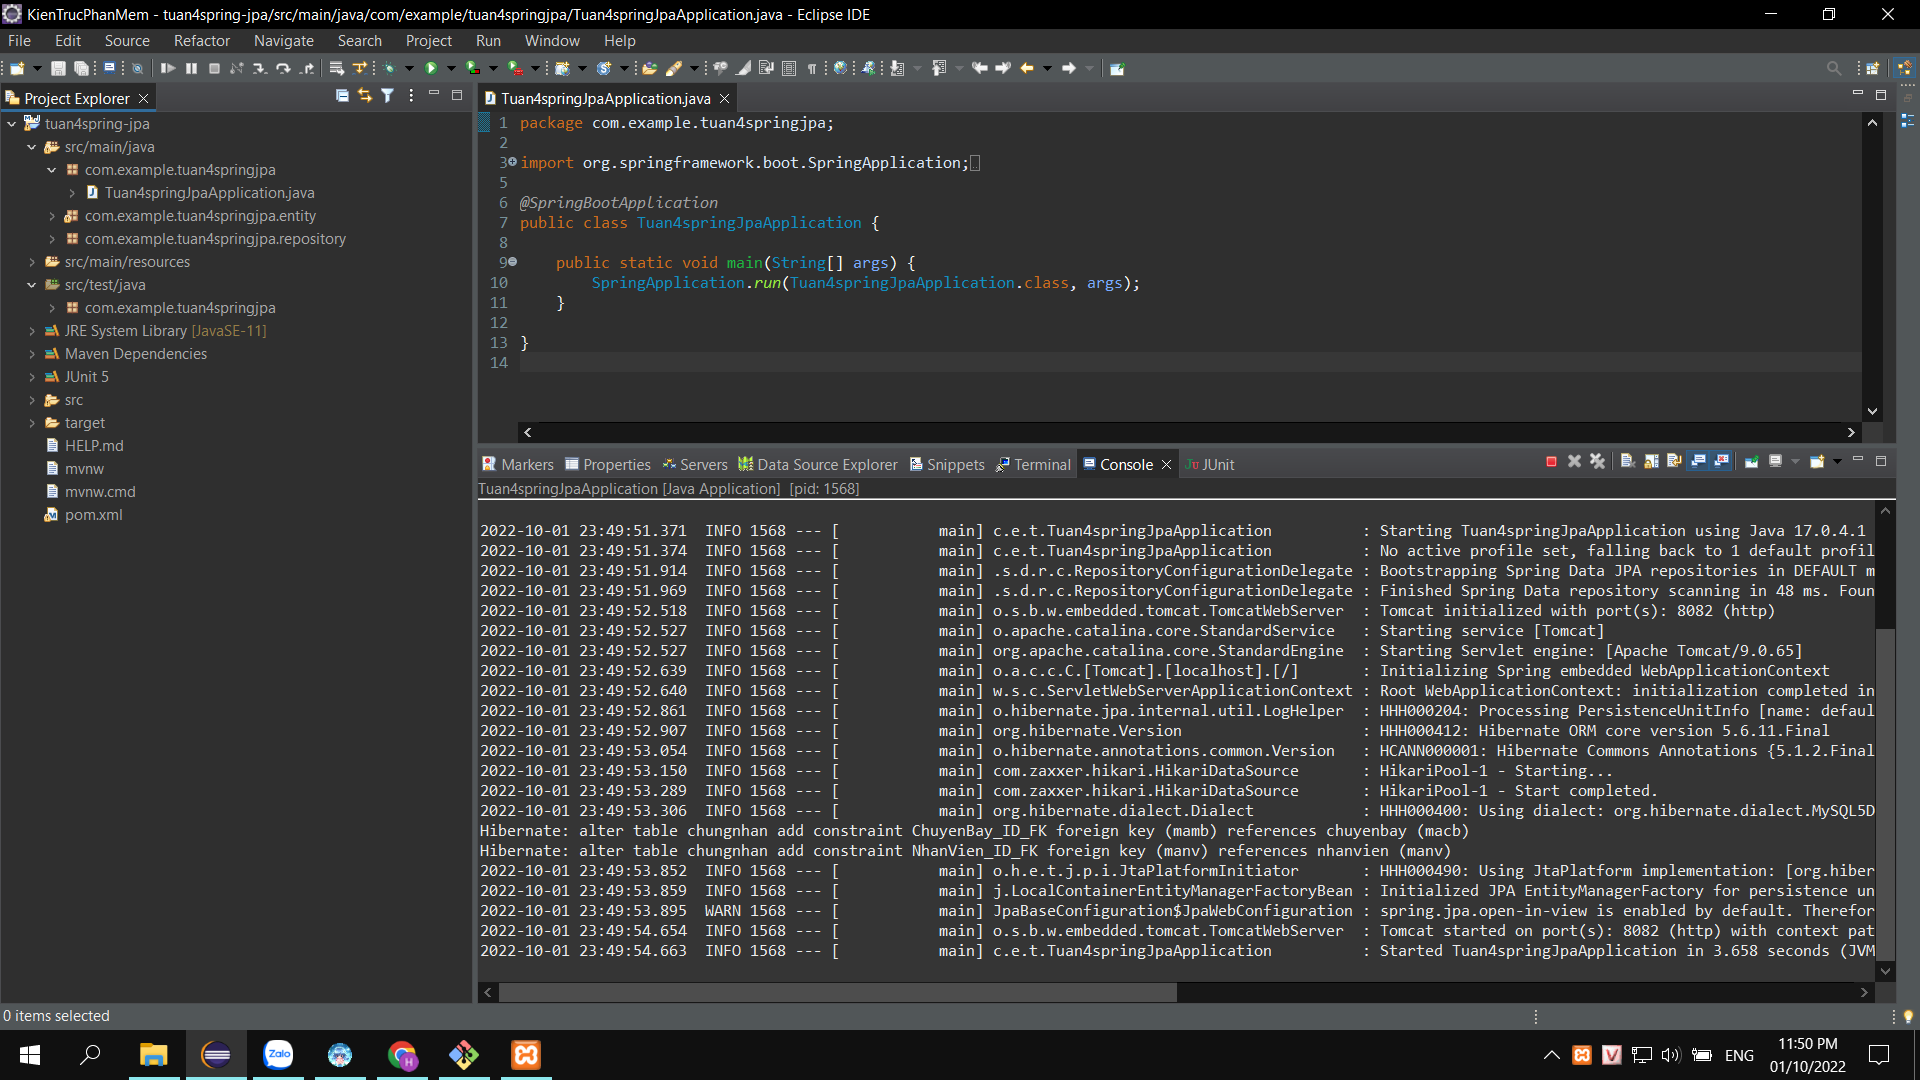 KienTrucPhanMem - tuan4spring-jpa/src/main/java/com/example/tuan4springjpa/Tuan4springJpaApplication.java - Eclipse IDE
File Edit Source Refactor Navigate Search Project Run Window Help
Project Explorer
tuan4spring-jpa
src/main/java
com.example.tuan4springjpa
Tuan4springJpaApplication.java
com.example.tuan4springjpa.entity
com.example.tuan4springjpa.repository
src/main/resources
src/test/java
com.example.tuan4springjpa
JRE System Library [JavaSE-11]
Maven Dependencies
JUnit 5
src
target
HELP.md
mvnw
mvnw.cmd
pom.xml
Tuan4springJpaApplication.java
1 package com.example.tuan4springjpa;
2
3 import org.springframework.boot.SpringApplication;
5
6 @SpringBootApplication
7 public class Tuan4springJpaApplication {
8
9 public static void main(String[] args) {
10 SpringApplication.run(Tuan4springJpaApplication.class, args);
11 }
12
13 }
14
Markers Properties Servers Data Source Explorer Snippets Terminal Console JUnit
Tuan4springJpaApplication [Java Application] [pid: 1568]
2022-10-01 23:49:51.371 INFO 1568 --- [ main] c.e.t.Tuan4springJpaApplication : Starting Tuan4springJpaApplication using Java 17.0.4.1
2022-10-01 23:49:51.374 INFO 1568 --- [ main] c.e.t.Tuan4springJpaApplication : No active profile set, falling back to 1 default profil
2022-10-01 23:49:51.914 INFO 1568 --- [ main] .s.d.r.c.RepositoryConfigurationDelegate : Bootstrapping Spring Data JPA repositories in DEFAULT m
2022-10-01 23:49:51.969 INFO 1568 --- [ main] .s.d.r.c.RepositoryConfigurationDelegate : Finished Spring Data repository scanning in 48 ms. Foun
2022-10-01 23:49:52.518 INFO 1568 --- [ main] o.s.b.w.embedded.tomcat.TomcatWebServer : Tomcat initialized with port(s): 8082 (http)
2022-10-01 23:49:52.527 INFO 1568 --- [ main] o.apache.catalina.core.StandardService : Starting service [Tomcat]
2022-10-01 23:49:52.527 INFO 1568 --- [ main] org.apache.catalina.core.StandardEngine : Starting Servlet engine: [Apache Tomcat/9.0.65]
2022-10-01 23:49:52.639 INFO 1568 --- [ main] o.a.c.c.C.[Tomcat].[localhost].[/] : Initializing Spring embedded WebApplicationContext
2022-10-01 23:49:52.640 INFO 1568 --- [ main] w.s.c.ServletWebServerApplicationContext : Root WebApplicationContext: initialization completed in
2022-10-01 23:49:52.861 INFO 1568 --- [ main] o.hibernate.jpa.internal.util.LogHelper : HHH000204: Processing PersistenceUnitInfo [name: defaul
2022-10-01 23:49:52.907 INFO 1568 --- [ main] org.hibernate.Version : HHH000412: Hibernate ORM core version 5.6.11.Final
2022-10-01 23:49:53.054 INFO 1568 --- [ main] o.hibernate.annotations.common.Version : HCANN000001: Hibernate Commons Annotations {5.1.2.Final
2022-10-01 23:49:53.150 INFO 1568 --- [ main] com.zaxxer.hikari.HikariDataSource : HikariPool-1 - Starting...
2022-10-01 23:49:53.289 INFO 1568 --- [ main] com.zaxxer.hikari.HikariDataSource : HikariPool-1 - Start completed.
2022-10-01 23:49:53.306 INFO 1568 --- [ main] org.hibernate.dialect.Dialect : HHH000400: Using dialect: org.hibernate.dialect.MySQL5D
Hibernate: alter table chungnhan add constraint ChuyenBay_ID_FK foreign key (mamb) references chuyenbay (macb)
Hibernate: alter table chungnhan add constraint NhanVien_ID_FK foreign key (manv) references nhanvien (manv)
2022-10-01 23:49:53.852 INFO 1568 --- [ main] o.h.e.t.j.p.i.JtaPlatformInitiator : HHH000490: Using JtaPlatform implementation: [org.hiber
2022-10-01 23:49:53.859 INFO 1568 --- [ main] j.LocalContainerEntityManagerFactoryBean : Initialized JPA EntityManagerFactory for persistence un
2022-10-01 23:49:53.895 WARN 1568 --- [ main] JpaBaseConfiguration$JpaWebConfiguration : spring.jpa.open-in-view is enabled by default. Therefor
2022-10-01 23:49:54.654 INFO 1568 --- [ main] o.s.b.w.embedded.tomcat.TomcatWebServer : Tomcat started on port(s): 8082 (http) with context pat
2022-10-01 23:49:54.663 INFO 1568 --- [ main] c.e.t.Tuan4springJpaApplication : Started Tuan4springJpaApplication in 3.658 seconds (JVM
0 items selected
Zalo
ENG
11:50 PM
01/10/2022